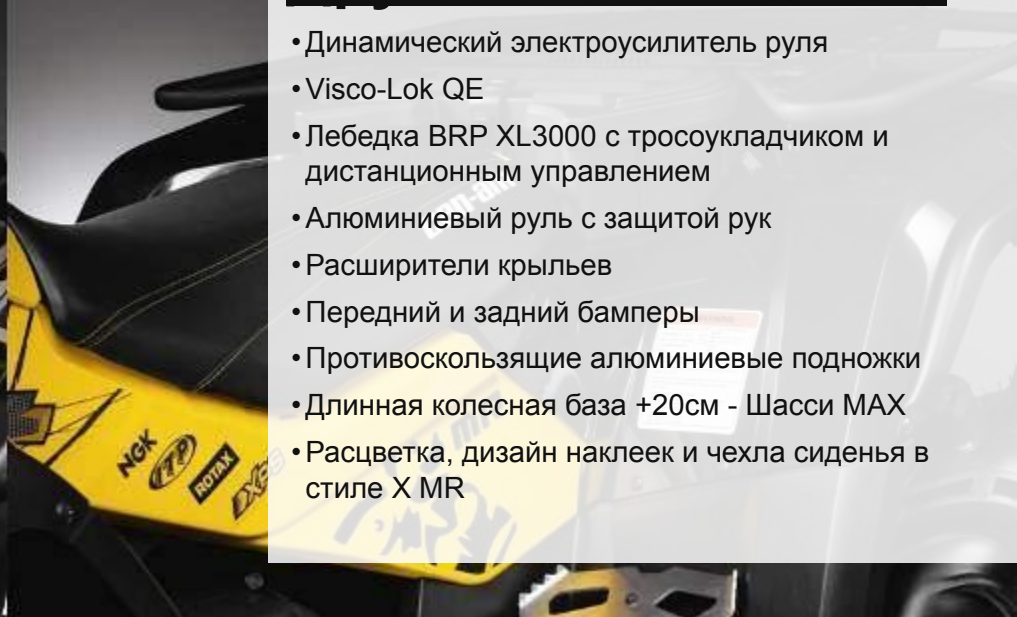 • Динамический электроусилитель руля
• Visco-Lok QE
• Лебедка BRP XL3000 с тросоукладчиком и
дистанционным управлением
• Алюминиевый руль с защитой рук
• Расширители крыльев
• Передний и задний бамперы
• Противоскользящие алюминиевые подножки
• Длинная колесная база +20см - Шасси MAX
• Расцветка, дизайн наклеек и чехла сиденья в
стиле X MR
can-am
NGK
ITP
ROTAX